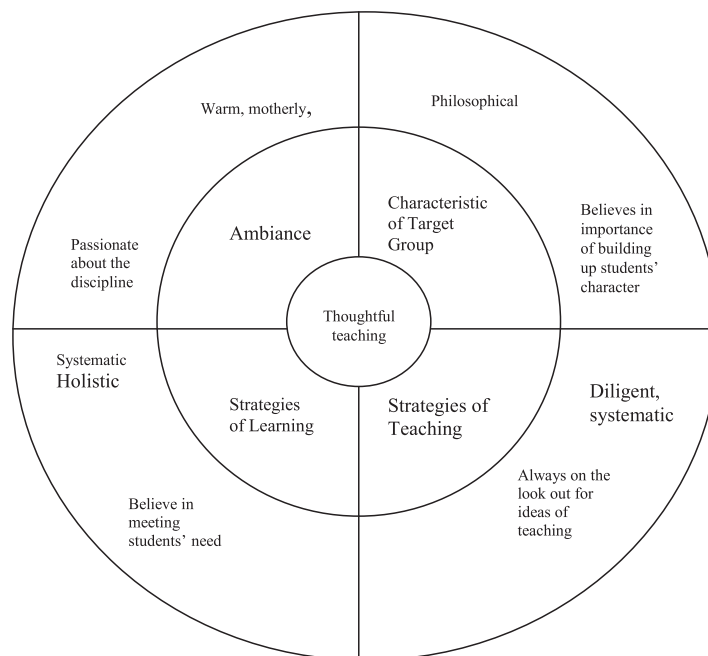 Warm, motherly,
Philosophical
Ambiance
Characteristic
of Target
Group
Passionate
about the
discipline
Believes in
importance
of building
up students’
character
Thoughtful
teaching
Systematic
Holistic
Strategies
of Learning
Strategies of
Teaching
Diligent,
systematic
Believe in
meeting
students’ need
Always on the
look out for
ideas of
teaching